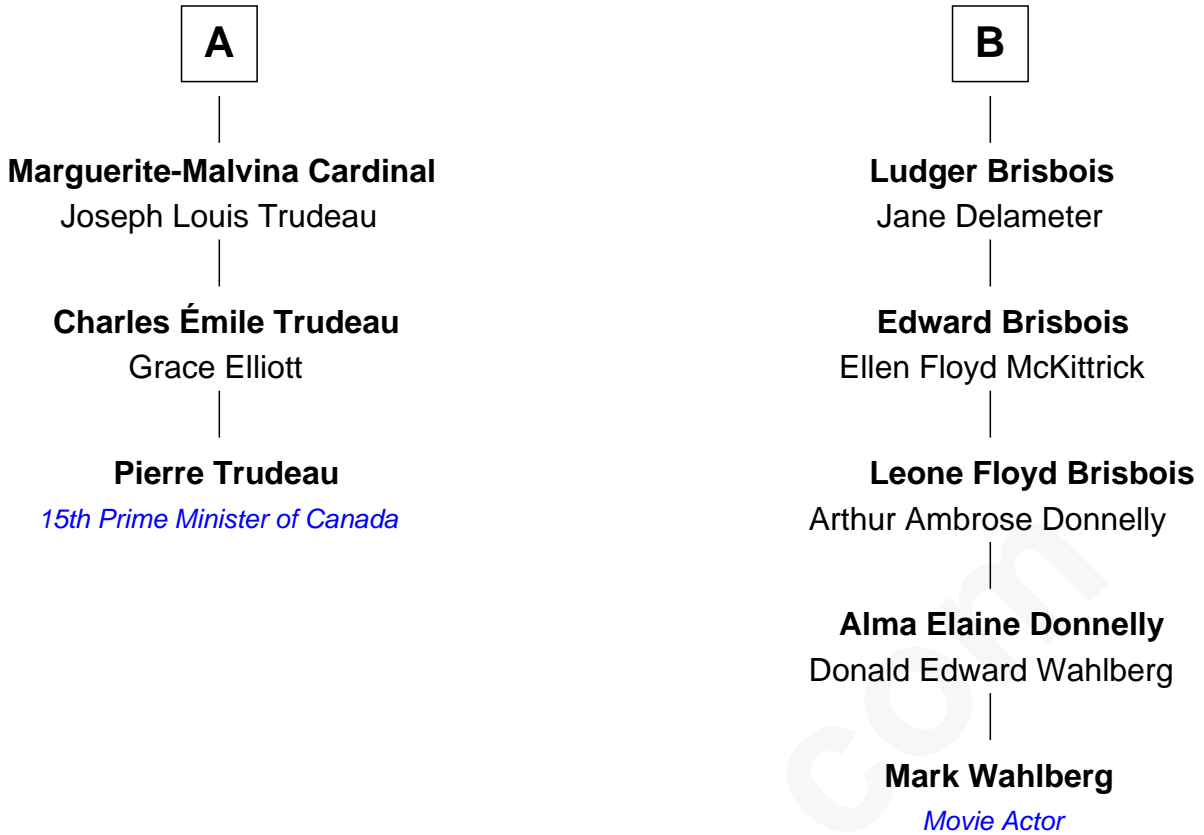 A
Marguerite-Malvina Cardinal
Joseph Louis Trudeau
Charles Émile Trudeau
Grace Elliott
Pierre Trudeau
15th Prime Minister of Canada
B
Ludger Brisbois
Jane Delameter
Edward Brisbois
Ellen Floyd McKittrick
Leone Floyd Brisbois
Arthur Ambrose Donnelly
Alma Elaine Donnelly
Donald Edward Wahlberg
Mark Wahlberg
Movie Actor
com